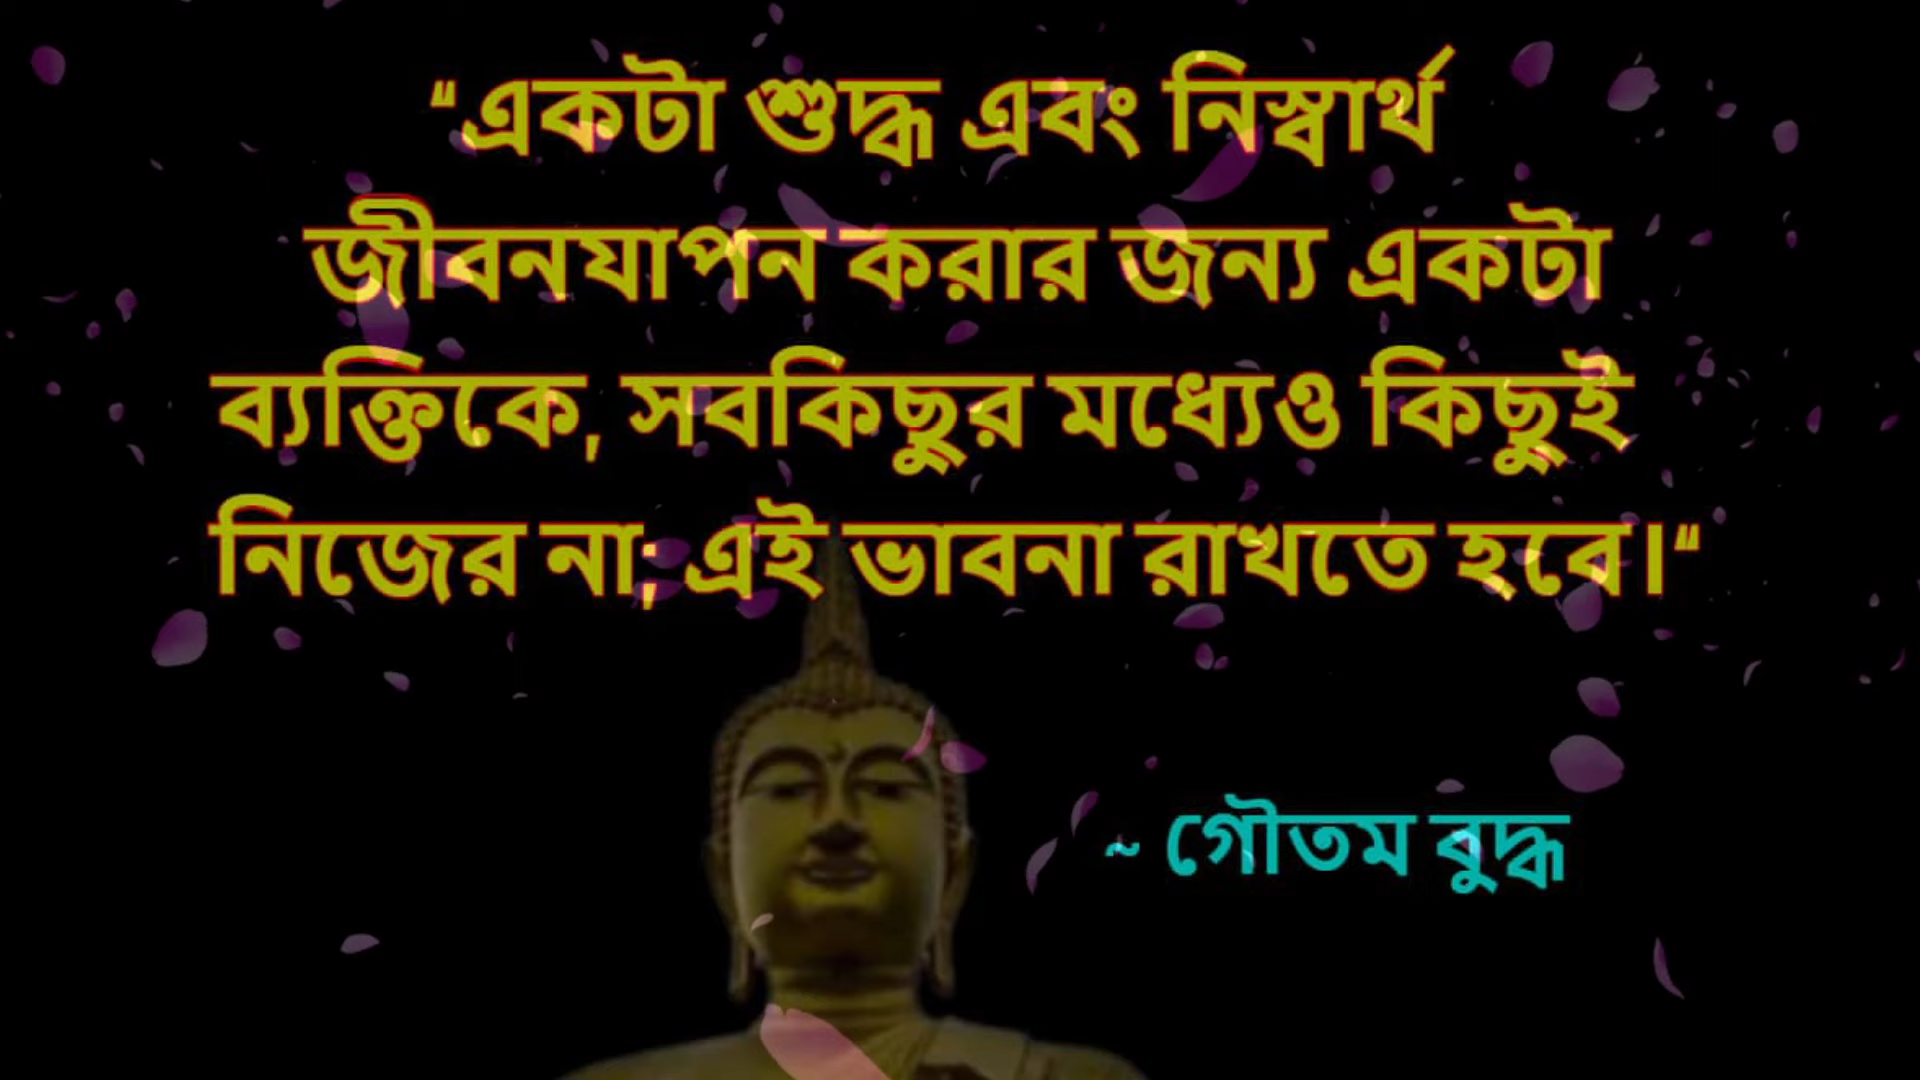 “একটা শুদ্ধ এবং নিস্বার্থ
জীবনযাপন করার জন্য একটা
ব্যক্তিকে, সবকিছুর মধ্যেও কিছুই
নিজের না; এই ভাবনা রাখতে হবে।“
~ গৌতম বুদ্ধ